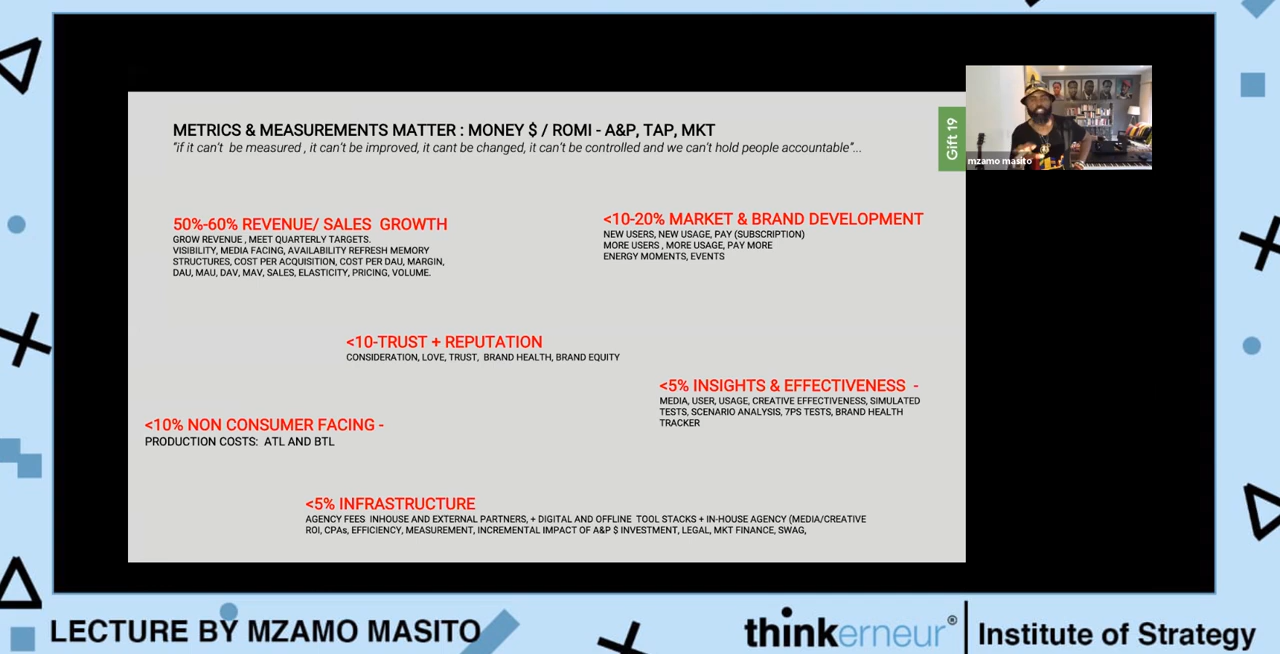 METRICS & MEASUREMENTS MATTER : MONEY $ / ROMI - A&P, TAP, MKT
"if it can't be measured , it can't be improved, it cant be changed, it can't be controlled and we can't hold people accountable"...
Gift 19
mzamo masito
50%-60% REVENUE/ SALES GROWTH
GROW REVENUE , MEET QUARTERLY TARGETS.
VISIBILITY, MEDIA FACING, AVAILABILITY REFRESH MEMORY
STRUCTURES, COST PER ACQUISITION, COST PER DAU, MARGIN,
DAU, MAU, DAV, MAV, SALES, ELASTICITY, PRICING, VOLUME.
<10-20% MARKET & BRAND DEVELOPMENT
NEW USERS, NEW USAGE, PAY (SUBSCRIPTION)
MORE USERS , MORE USAGE, PAY MORE
ENERGY MOMENTS, EVENTS
<10-TRUST + REPUTATION
CONSIDERATION, LOVE, TRUST, BRAND HEALTH, BRAND EQUITY
<5% INSIGHTS & EFFECTIVENESS -
MEDIA, USER, USAGE, CREATIVE EFFECTIVENESS, SIMULATED
TESTS, SCENARIO ANALYSIS, 7PS TESTS, BRAND HEALTH
TRACKER
<10% NON CONSUMER FACING -
PRODUCTION COSTS: ATL AND BTL
<5% INFRASTRUCTURE
AGENCY FEES INHOUSE AND EXTERNAL PARTNERS, + DIGITAL AND OFFLINE TOOL STACKS + IN-HOUSE AGENCY (MEDIA/CREATIVE
ROI, CPAs, EFFICIENCY, MEASUREMENT, INCREMENTAL IMPACT OF A&P $ INVESTMENT, LEGAL, MKT FINANCE, SWAG,
LECTURE BY MZAMO MASITO
thinkerneur® | Institute of Strategy